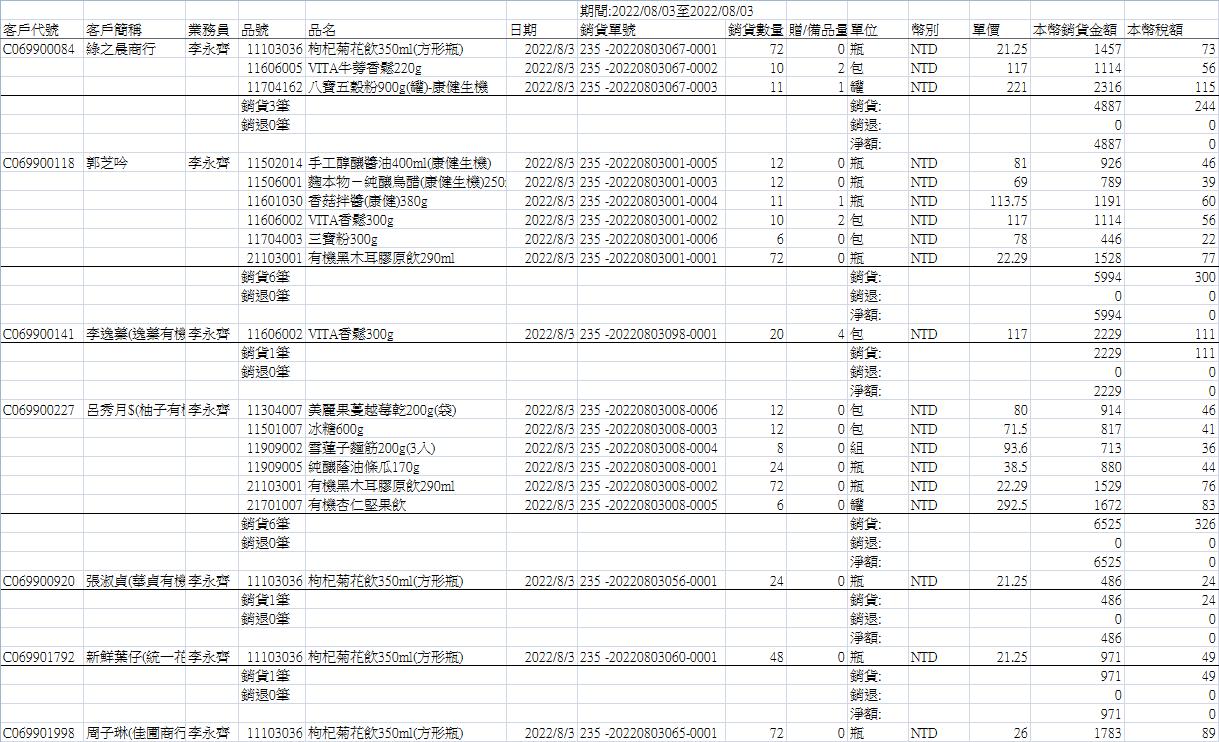 期間:2022/08/03至2022/08/03
客戶代號 客戶簡稱 業務員 品號 品名 日期 銷貨單號 銷貨數量 贈/備品量 單位 幣別 單價 本幣銷貨金額 本幣稅額
C069900084 綠之晨商行 李永齊 11103036 枸杞菊花飲350ml(方形瓶) 2022/8/3 235 -20220803067-0001 72 0 瓶 NTD 21.25 1457 73
11606005 VITA牛蒡香鬆220g 2022/8/3 235 -20220803067-0002 10 2 包 NTD 117 1114 56
11704162 八寶五穀粉900g(罐)-康健生機 2022/8/3 235 -20220803067-0003 11 1 罐 NTD 221 2316 115
銷貨3筆 銷貨: 4887 244
銷退0筆 銷退: 0 0
淨額: 4887 0
C069900118 郭芝吟 李永齊 11502014 手工醇釀醬油400ml(康健生機) 2022/8/3 235 -20220803001-0005 12 0 瓶 NTD 81 926 46
11506001 麴本物－純釀烏醋(康健生機)250 2022/8/3 235 -20220803001-0003 12 0 瓶 NTD 69 789 39
11601030 香菇拌醬(康健)380g 2022/8/3 235 -20220803001-0004 11 1 瓶 NTD 113.75 1191 60
11606002 VITA香鬆300g 2022/8/3 235 -20220803001-0002 10 2 包 NTD 117 1114 56
11704003 三寶粉300g 2022/8/3 235 -20220803001-0006 6 0 包 NTD 78 446 22
21103001 有機黑木耳膠原飲290ml 2022/8/3 235 -20220803001-0001 72 0 瓶 NTD 22.29 1528 77
銷貨6筆 銷貨: 5994 300
銷退0筆 銷退: 0 0
淨額: 5994 0
C069900141 李逸蘂(逸蘂有機 李永齊 11606002 VITA香鬆300g 2022/8/3 235 -20220803098-0001 20 4 包 NTD 117 2229 111
銷貨1筆 銷貨: 2229 111
銷退0筆 銷退: 0 0
淨額: 2229 0
C069900227 呂秀月$(柚子有 李永齊 11304007 美麗果蔓越莓乾200g(袋) 2022/8/3 235 -20220803008-0006 12 0 包 NTD 80 914 46
11501007 冰糖600g 2022/8/3 235 -20220803008-0003 12 0 包 NTD 71.5 817 41
11909002 雪蓮子麵筋200g(3入) 2022/8/3 235 -20220803008-0004 8 0 組 NTD 93.6 713 36
11909005 純釀蔭油條瓜170g 2022/8/3 235 -20220803008-0001 24 0 瓶 NTD 38.5 880 44
21103001 有機黑木耳膠原飲290ml 2022/8/3 235 -20220803008-0002 72 0 瓶 NTD 22.29 1529 76
21701007 有機杏仁堅果飲 2022/8/3 235 -20220803008-0005 6 0 罐 NTD 292.5 1672 83
銷貨6筆 銷貨: 6525 326
銷退0筆 銷退: 0 0
淨額: 6525 0
C069900920 張淑貞(華貞有機 李永齊 11103036 枸杞菊花飲350ml(方形瓶) 2022/8/3 235 -20220803056-0001 24 0 瓶 NTD 21.25 486 24
銷貨1筆 銷貨: 486 24
銷退0筆 銷退: 0 0
淨額: 486 0
C069901792 新鮮葉仔(統一花 李永齊 11103036 枸杞菊花飲350ml(方形瓶) 2022/8/3 235 -20220803060-0001 48 0 瓶 NTD 21.25 971 49
銷貨1筆 銷貨: 971 49
銷退0筆 銷退: 0 0
淨額: 971 0
C069901998 周子琳(佳園商行 李永齊 11103036 枸杞菊花飲350ml(方形瓶) 2022/8/3 235 -20220803065-0001 72 0 瓶 NTD 26 1783 89